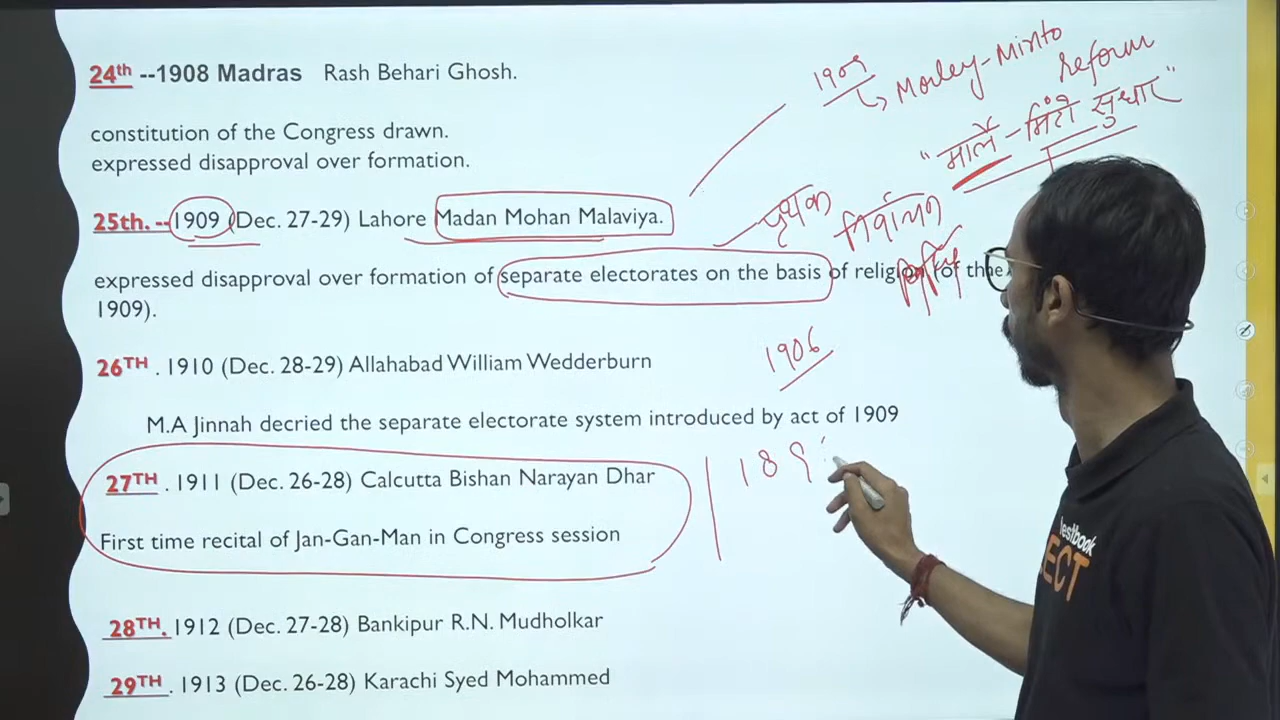 24th --1908 Madras Rash Behari Ghosh.
1909
Morley-Minto
reform
"मार्ले - मिंटो सुधार"
constitution of the Congress drawn.
expressed disapproval over formation.
25th. --1909 (Dec. 27-29) Lahore Madan Mohan Malaviya.
पृथक
निर्वाचन
expressed disapproval over formation of separate electorates on the basis of religion (of the
1909).
26TH . 1910 (Dec. 28-29) Allahabad William Wedderburn
1906
M.A Jinnah decried the separate electorate system introduced by act of 1909
27TH . 1911 (Dec. 26-28) Calcutta Bishan Narayan Dhar
189
First time recital of Jan-Gan-Man in Congress session
28TH. 1912 (Dec. 27-28) Bankipur R.N. Mudholkar
29TH . 1913 (Dec. 26-28) Karachi Syed Mohammed
testbook
ECT